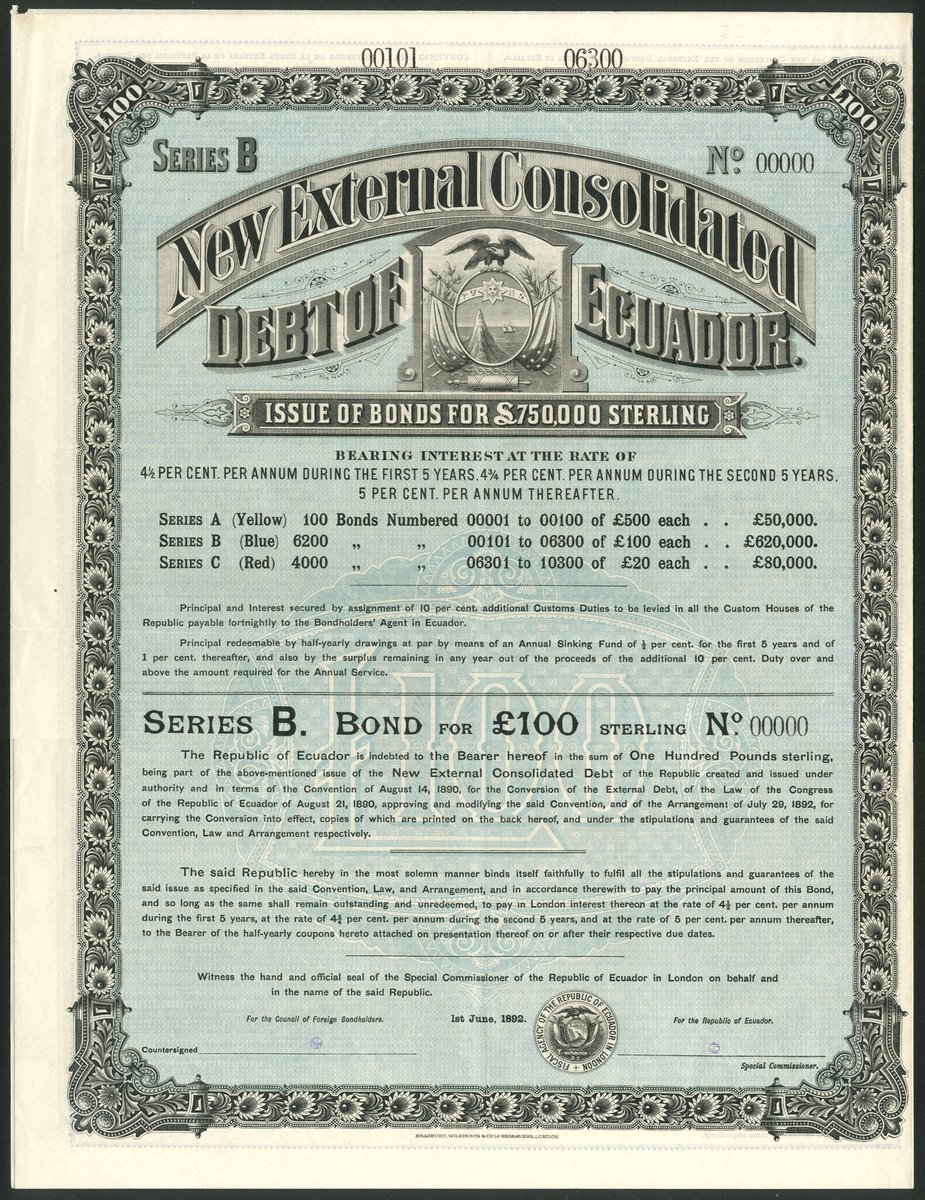 00101 06300
£100 £100
SERIES B Nº 00000
New External Consolidated
DEBT OF ECUADOR.
ISSUE OF BONDS FOR £750,000 STERLING
BEARING INTEREST AT THE RATE OF
4½ PER CENT. PER ANNUM DURING THE FIRST 5 YEARS, 4¾ PER CENT. PER ANNUM DURING THE SECOND 5 YEARS,
5 PER CENT. PER ANNUM THEREAFTER.
SERIES A (Yellow) 100 Bonds Numbered 00001 to 00100 of £500 each . . £50,000.
SERIES B (Blue) 6200 „ „ 00101 to 06300 of £100 each . . £620,000.
SERIES C (Red) 4000 „ „ 06301 to 10300 of £20 each . . £80,000.
Principal and Interest secured by assignment of 10 per cent. additional Customs Duties to be levied in all the Custom Houses of the
Republic payable fortnightly to the Bondholders' Agent in Ecuador.
Principal redeemable by half-yearly drawings at par by means of an Annual Sinking Fund of ½ per cent. for the first 5 years and of
1 per cent. thereafter, and also by the surplus remaining in any year out of the proceeds of the additional 10 per cent. Duty over and
above the amount required for the Annual Service.
SERIES B. BOND FOR £100 STERLING Nº 00000
The Republic of Ecuador is indebted to the Bearer hereof in the sum of One Hundred Pounds sterling,
being part of the above-mentioned issue of the New External Consolidated Debt of the Republic created and issued under
authority and in terms of the Convention of August 14, 1890, for the Conversion of the External Debt, of the Law of the Congress
of the Republic of Ecuador of August 21, 1890, approving and modifying the said Convention, and of the Arrangement of July 29, 1892, for
carrying the Conversion into effect, copies of which are printed on the back hereof, and under the stipulations and guarantees of the said
Convention, Law and Arrangement respectively.
£100
The said Republic hereby in the most solemn manner binds itself faithfully to fulfil all the stipulations and guarantees of the
said issue as specified in the said Convention, Law, and Arrangement, and in accordance therewith to pay the principal amount of this Bond,
and so long as the same shall remain outstanding and unredeemed, to pay in London interest thereon at the rate of 4½ per cent. per annum
during the first 5 years, at the rate of 4¾ per cent. per annum during the second 5 years, and at the rate of 5 per cent. per annum thereafter,
to the Bearer of the half-yearly coupons hereto attached on presentation thereof on or after their respective due dates.
Witness the hand and official seal of the Special Commissioner of the Republic of Ecuador in London on behalf and
in the name of the said Republic.
For the Council of Foreign Bondholders. 1st June, 1892. For the Republic of Ecuador.
FISCAL AGENCY OF THE REPUBLIC OF ECUADOR IN LONDON
Countersigned
Special Commissioner.
BRADBURY, WILKINSON & Cº Lº ENGRAVERS, LONDON